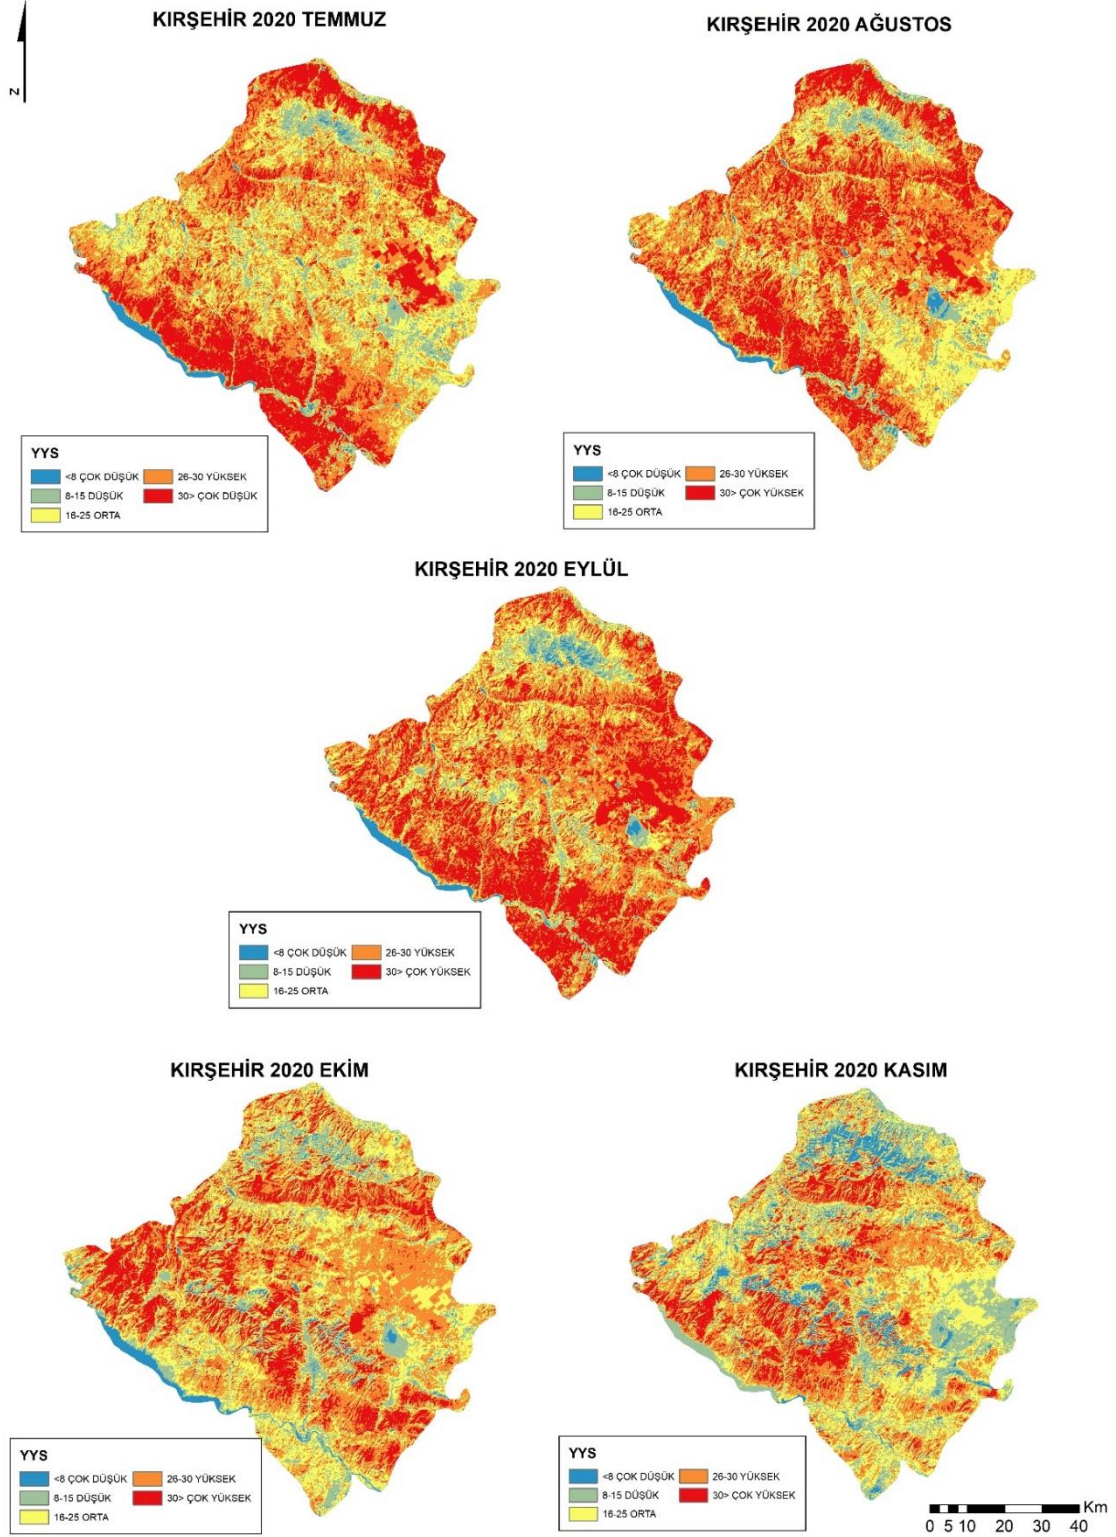 KIRŞEHİR 2020 TEMMUZ
KIRŞEHİR 2020 AĞUSTOS
N
YYS
<8 ÇOK DÜŞÜK 26-30 YÜKSEK
8-15 DÜŞÜK 30> ÇOK DÜŞÜK
16-25 ORTA
YYS
<8 ÇOK DÜŞÜK 26-30 YÜKSEK
8-15 DÜŞÜK 30> ÇOK YÜKSEK
16-25 ORTA
KIRŞEHİR 2020 EYLÜL
YYS
<8 ÇOK DÜŞÜK 26-30 YÜKSEK
8-15 DÜŞÜK 30> ÇOK YÜKSEK
16-25 ORTA
KIRŞEHİR 2020 EKİM
KIRŞEHİR 2020 KASIM
YYS
<8 ÇOK DÜŞÜK 26-30 YÜKSEK
8-15 DÜŞÜK 30> ÇOK YÜKSEK
16-25 ORTA
YYS
<8 ÇOK DÜŞÜK 26-30 YÜKSEK
8-15 DÜŞÜK 30> ÇOK YÜKSEK
16-25 ORTA
Km
0 5 10 20 30 40